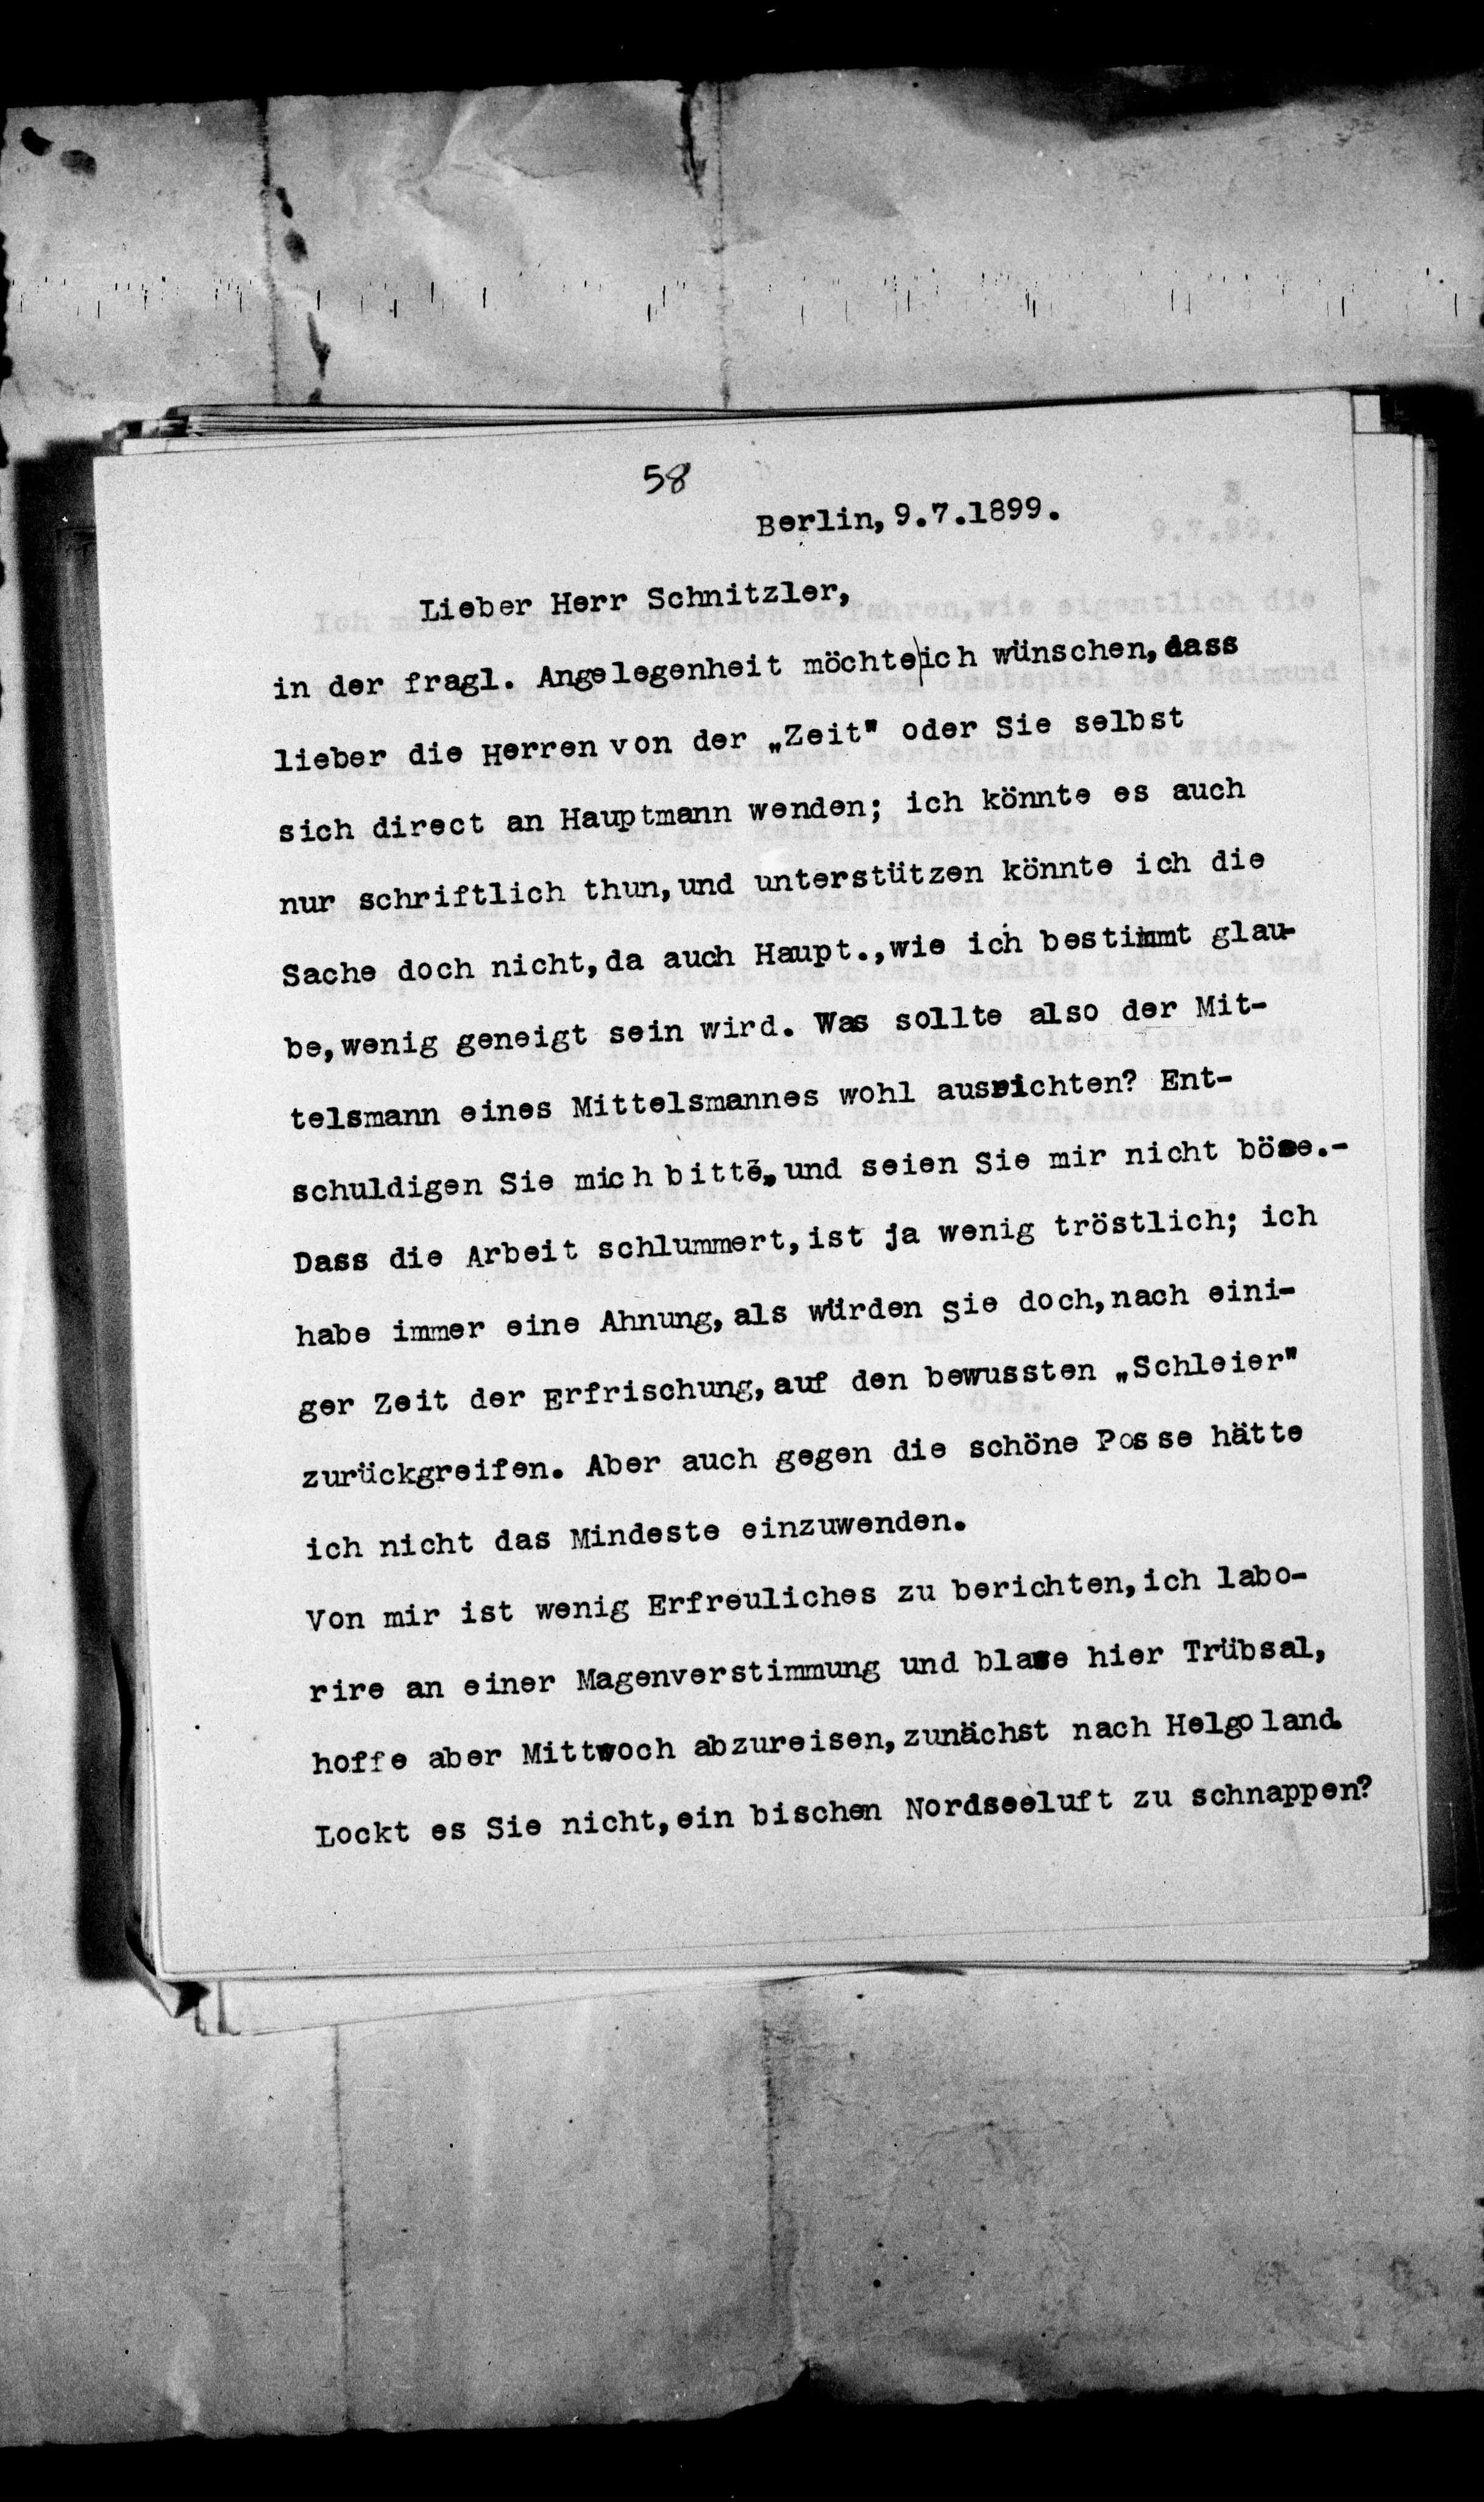 58
Berlin, 9.7.1899.
Lieber Herr Schnitzler,
in der fragl. Angelegenheit möchte|ich wünschen, dass
lieber die Herren von der „Zeit" oder Sie selbst
sich direct an Hauptmann wenden; ich könnte es auch
nur schriftlich thun, und unterstützen könnte ich die
Sache doch nicht, da auch Haupt., wie ich bestimmt glau-
be, wenig geneigt sein wird. Was sollte also der Mit-
telsmann eines Mittelsmannes wohl ausrichten? Ent-
schuldigen Sie mich bitte, und seien Sie mir nicht böse.-
Dass die Arbeit schlummert, ist ja wenig tröstlich; ich
habe immer eine Ahnung, als würden Sie doch, nach eini-
ger Zeit der Erfrischung, auf den bewussten „Schleier"
zurückgreifen. Aber auch gegen die schöne Posse hätte
ich nicht das Mindeste einzuwenden.
Von mir ist wenig Erfreuliches zu berichten, ich labo-
rire an einer Magenverstimmung und blase hier Trübsal,
hoffe aber Mittwoch abzureisen, zunächst nach Helgoland.
Lockt es Sie nicht, ein bischen Nordseeluft zu schnappen?